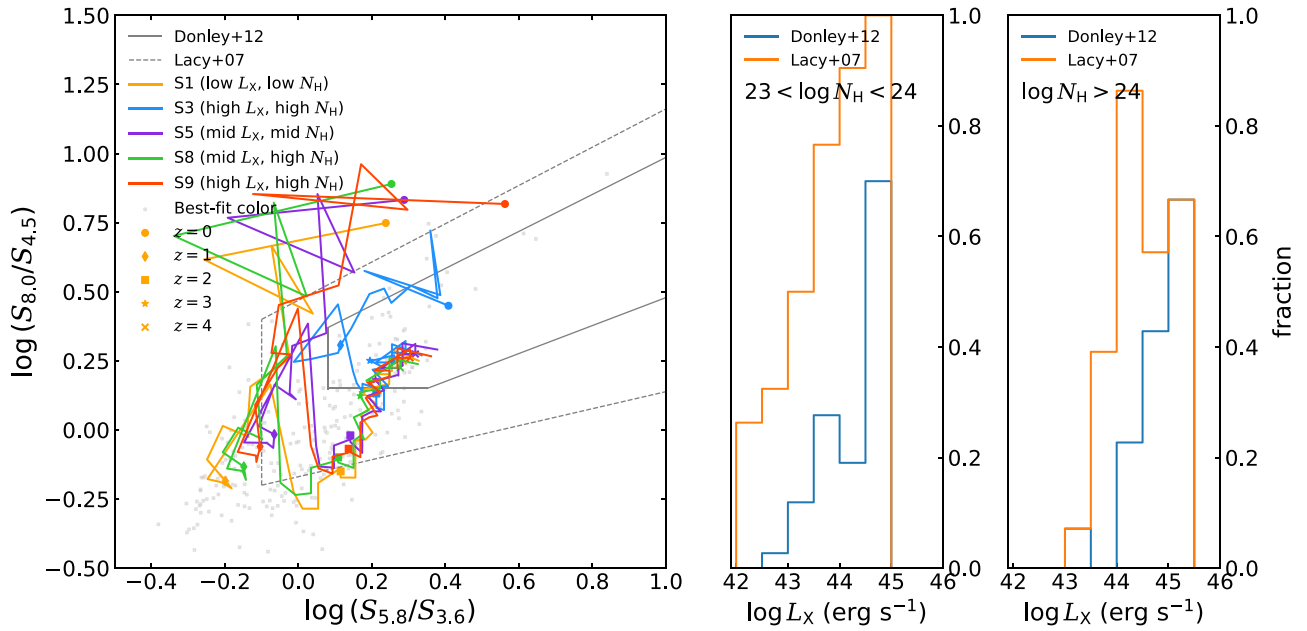 1.50
1.25
1.00
0.75
0.50
0.25
0.00
−0.25
−0.50
log (S8.0/S4.5)
Donley+12
Lacy+07
S1 (low LX, low NH)
S3 (high LX, high NH)
S5 (mid LX, mid NH)
S8 (mid LX, high NH)
S9 (high LX, high NH)
Best-fit color
z = 0
z = 1
z = 2
z = 3
z = 4
−0.4 −0.2 0.0 0.2 0.4 0.6 0.8 1.0
log (S5.8/S3.6)
Donley+12
Lacy+07
23 < log NH < 24
1.0
0.8
0.6
0.4
0.2
0.0
42 43 44 45 46
log LX (erg s−1)
Donley+12
Lacy+07
log NH > 24
1.0
0.8
0.6
0.4
0.2
0.0
fraction
42 43 44 45 46
log LX (erg s−1)